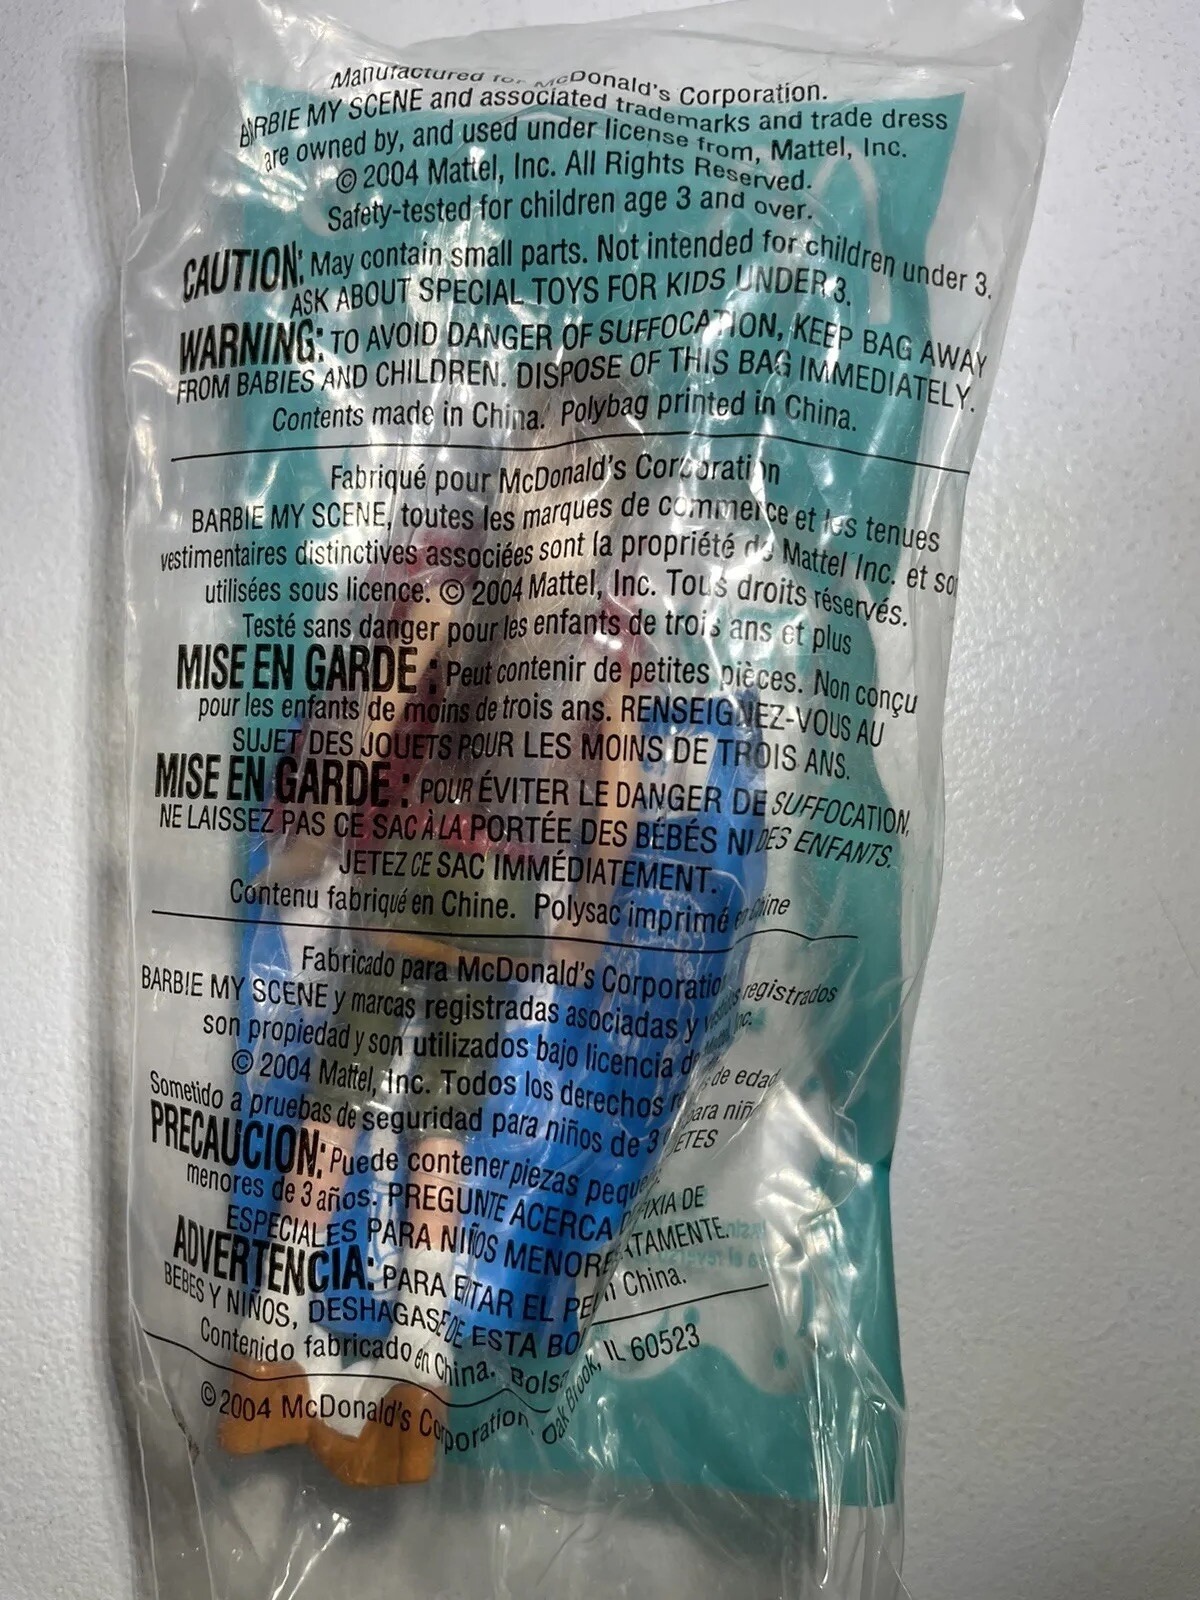 Manufactured for McDonald's Corporation.
BARBIE MY SCENE and associated trademarks and trade dress
are owned by, and used under license from, Mattel, Inc.
© 2004 Mattel, Inc. All Rights Reserved.
Safety-tested for children age 3 and over.
CAUTION: May contain small parts. Not intended for children under 3.
ASK ABOUT SPECIAL TOYS FOR KIDS UNDER 3.
WARNING: TO AVOID DANGER OF SUFFOCATION, KEEP BAG AWAY
FROM BABIES AND CHILDREN. DISPOSE OF THIS BAG IMMEDIATELY.
Contents made in China. Polybag printed in China.
Fabriqué pour McDonald's Corporation
BARBIE MY SCENE, toutes les marques de commerce et les tenues
vestimentaires distinctives associées sont la propriété de Mattel Inc. et
utilisées sous licence. © 2004 Mattel, Inc. Tous droits réservés.
Testé sans danger pour les enfants de trois ans et plus
MISE EN GARDE : Peut contenir de petites pièces. Non conçu
pour les enfants de moins de trois ans. RENSEIGNEZ-VOUS AU
SUJET DES JOUETS POUR LES MOINS DE TROIS ANS.
MISE EN GARDE : POUR ÉVITER LE DANGER DE SUFFOCATION,
NE LAISSEZ PAS CE SAC À LA PORTÉE DES BÉBÉS NI DES ENFANTS.
JETEZ CE SAC IMMÉDIATEMENT.
Contenu fabriqué en Chine. Polysac imprimé en Chine
Fabricado para McDonald's Corporatio
BARBIE MY SCENE y marcas registradas asociadas y registrados
son propiedad y son utilizados bajo licencia de Inc.
© 2004 Mattel, Inc. Todos los derechos
Sometido a pruebas de seguridad para niños de 3 de edad
PRECAUCION: Puede contener piezas para
menores de 3 años. PREGUNTE ACERCA
ESPECIALES PARA NIÑOS MENORE
ADVERTENCIA: PARA EL DE
BEBES Y NIÑOS, DESHAGASE DE ESTA
Contenido fabricado en China. China.
© 2004 McDonald's Corporation. Oak Brook, IL 60523